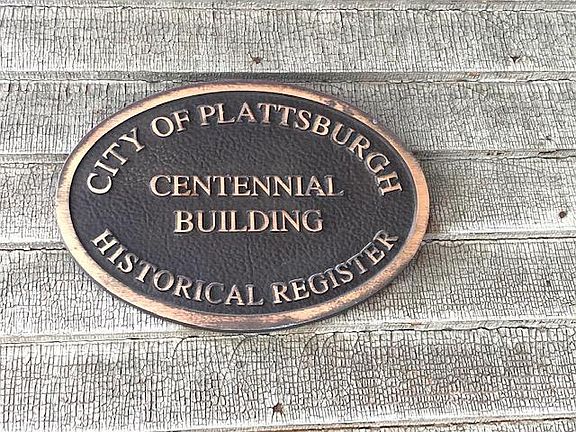 CITY OF PLATTSBURGH
CENTENNIAL
BUILDING
HISTORICAL REGISTER